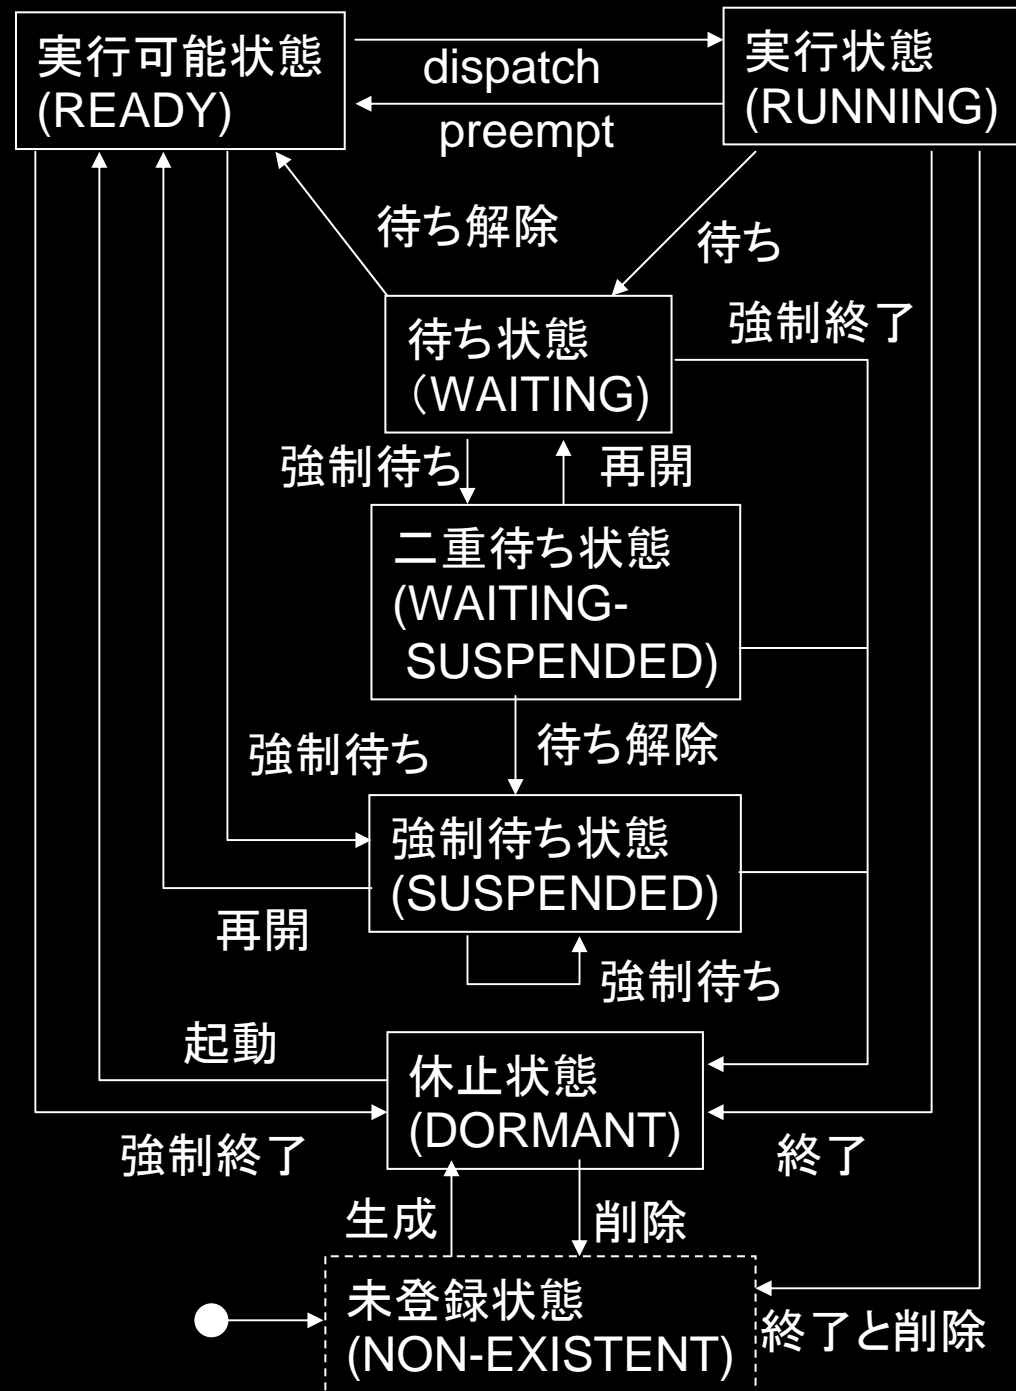 実行可能状態
(READY)
dispatch
preempt
実行状態
(RUNNING)
待ち解除
待ち
待ち状態
（WAITING)
強制終了
強制待ち
再開
二重待ち状態
(WAITING-
SUSPENDED)
強制待ち
待ち解除
強制待ち状態
(SUSPENDED)
再開
強制待ち
起動
休止状態
(DORMANT)
強制終了
終了
生成
削除
未登録状態
(NON-EXISTENT)
終了と削除